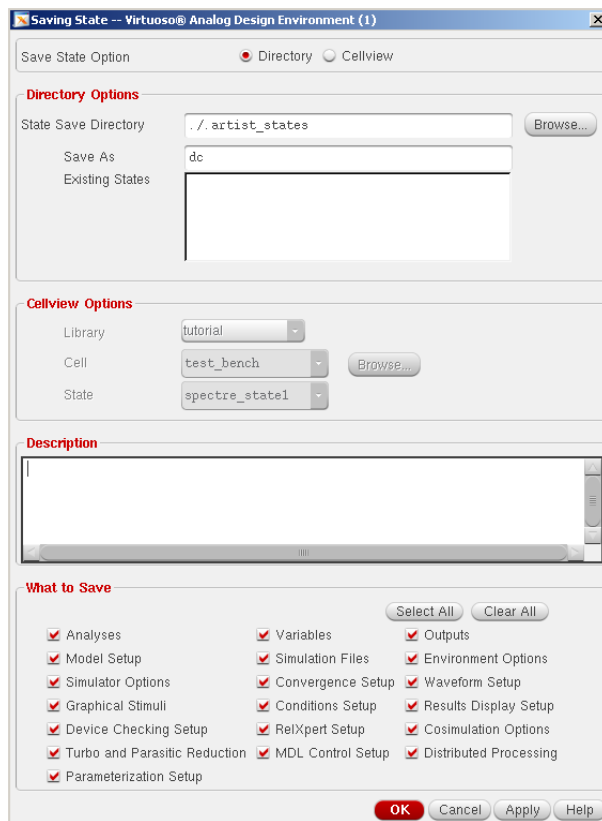 Saving State -- Virtuoso® Analog Design Environment (1)
Save State Option Directory Cellview
Directory Options
State Save Directory ./.artist_states Browse...
Save As dc
Existing States
Cellview Options
Library tutorial
Cell test_bench Browse...
State spectre_state1
Description
What to Save
Select All Clear All
Analyses Variables Outputs
Model Setup Simulation Files Environment Options
Simulator Options Convergence Setup Waveform Setup
Graphical Stimuli Conditions Setup Results Display Setup
Device Checking Setup RelXpert Setup Cosimulation Options
Turbo and Parasitic Reduction MDL Control Setup Distributed Processing
Parameterization Setup
OK Cancel Apply Help